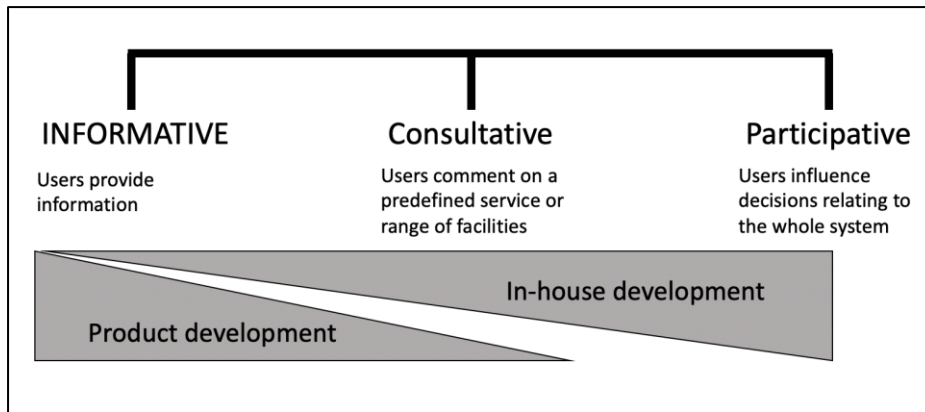 INFORMATIVE
Users provide
information
Consultative
Users comment on a
predefined service or
range of facilities
Participative
Users influence
decisions relating to
the whole system
In-house development
Product development